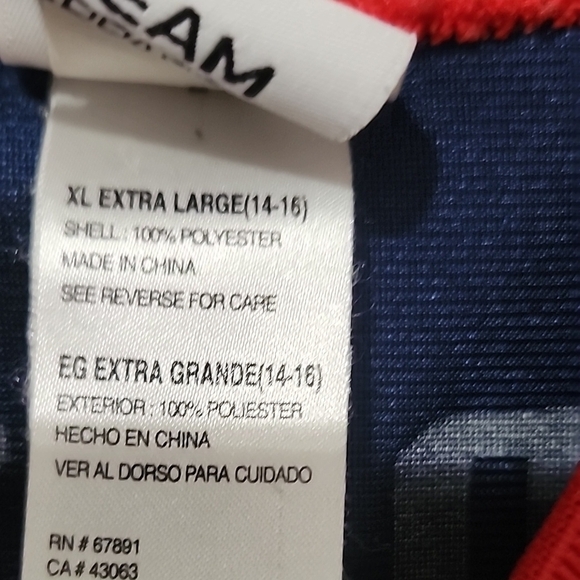 EAM
XL EXTRA LARGE(14-16)
SHELL : 100% POLYESTER
MADE IN CHINA
SEE REVERSE FOR CARE
EG EXTRA GRANDE(14-16)
EXTERIOR : 100% POLIESTER
HECHO EN CHINA
VER AL DORSO PARA CUIDADO
RN # 67891
CA # 43063